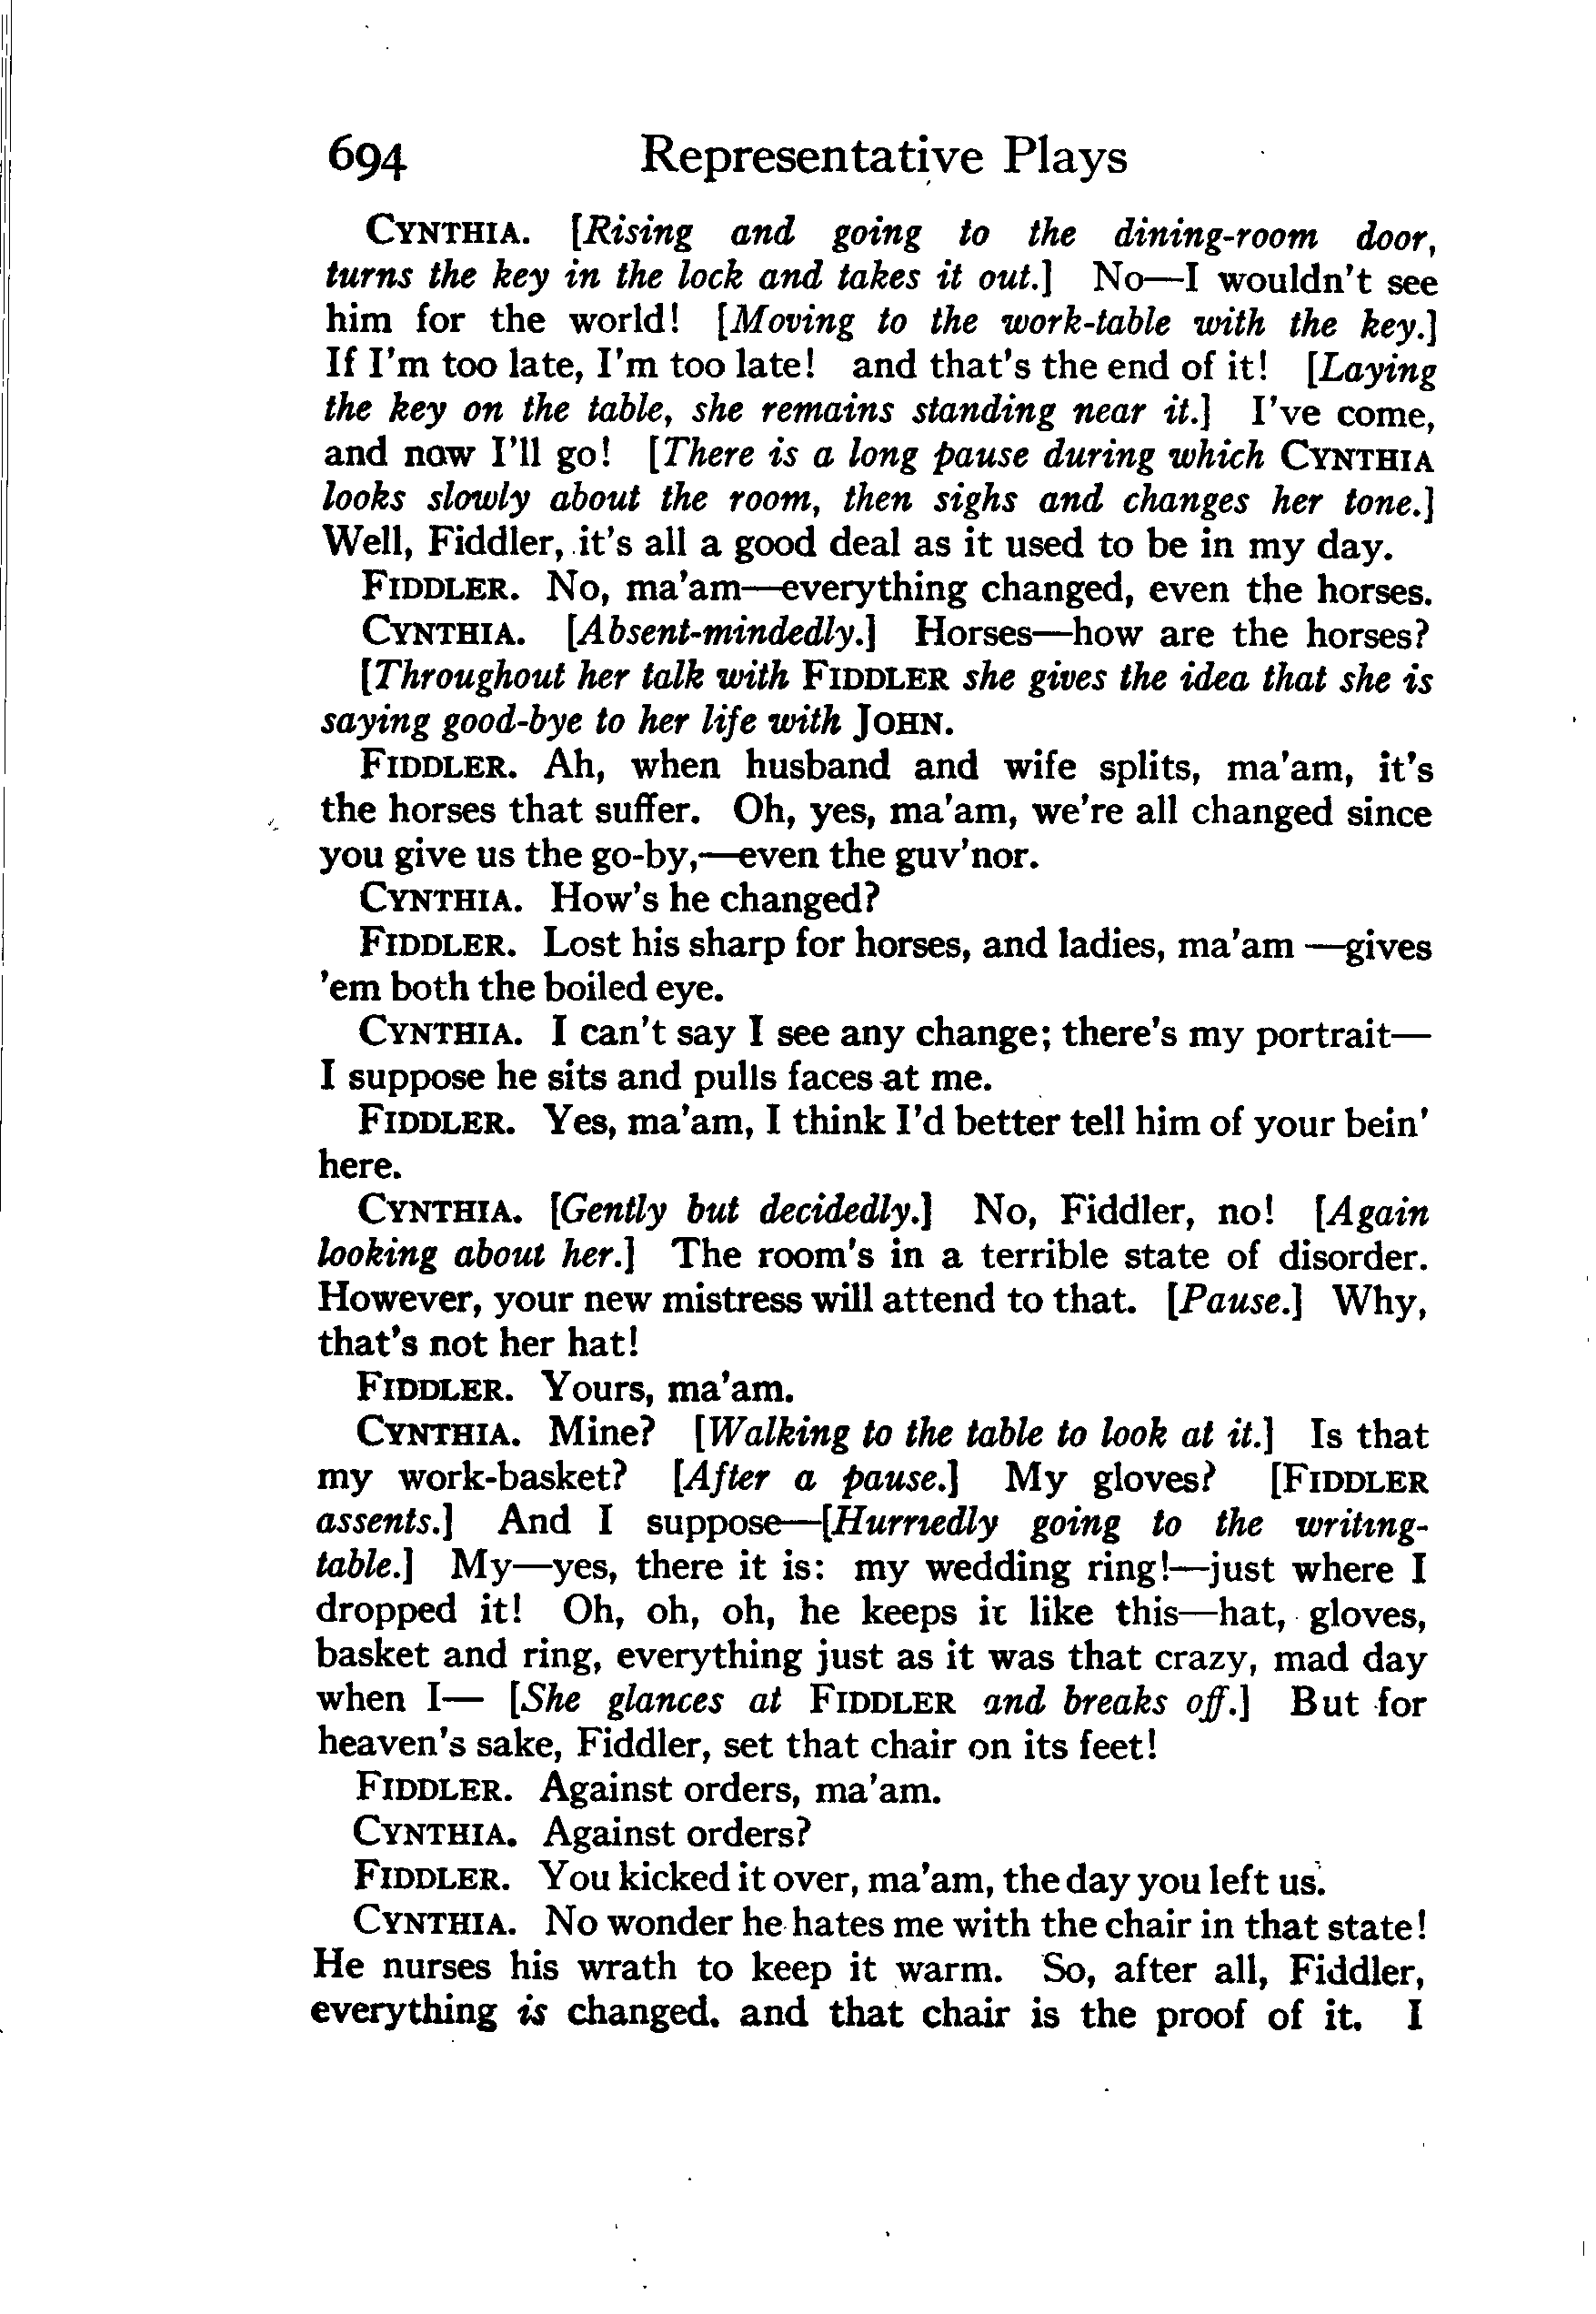 694 Representative Plays
CYNTHIA. [Rising and going to the dining-room door,
turns the key in the lock and takes it out.] No—I wouldn't see
him for the world! [Moving to the work-table with the key.]
If I'm too late, I'm too late! and that's the end of it! [Laying
the key on the table, she remains standing near it.] I've come,
and now I'll go! [There is a long pause during which CYNTHIA
looks slowly about the room, then sighs and changes her tone.]
Well, Fiddler, it's all a good deal as it used to be in my day.
FIDDLER. No, ma'am—everything changed, even the horses.
CYNTHIA. [Absent-mindedly.] Horses—how are the horses?
[Throughout her talk with FIDDLER she gives the idea that she is
saying good-bye to her life with JOHN.
FIDDLER. Ah, when husband and wife splits, ma'am, it's
the horses that suffer. Oh, yes, ma'am, we're all changed since
you give us the go-by,—even the guv'nor.
CYNTHIA. How's he changed?
FIDDLER. Lost his sharp for horses, and ladies, ma'am —gives
'em both the boiled eye.
CYNTHIA. I can't say I see any change; there's my portrait—
I suppose he sits and pulls faces at me.
FIDDLER. Yes, ma'am, I think I'd better tell him of your bein'
here.
CYNTHIA. [Gently but decidedly.] No, Fiddler, no! [Again
looking about her.] The room's in a terrible state of disorder.
However, your new mistress will attend to that. [Pause.] Why,
that's not her hat!
FIDDLER. Yours, ma'am.
CYNTHIA. Mine? [Walking to the table to look at it.] Is that
my work-basket? [After a pause.] My gloves? [FIDDLER
assents.] And I suppose—[Hurriedly going to the writing-
table.] My—yes, there it is: my wedding ring!—just where I
dropped it! Oh, oh, oh, he keeps it like this—hat, gloves,
basket and ring, everything just as it was that crazy, mad day
when I— [She glances at FIDDLER and breaks off.] But for
heaven's sake, Fiddler, set that chair on its feet!
FIDDLER. Against orders, ma'am.
CYNTHIA. Against orders?
FIDDLER. You kicked it over, ma'am, the day you left us.
CYNTHIA. No wonder he hates me with the chair in that state!
He nurses his wrath to keep it warm. So, after all, Fiddler,
everything is changed. and that chair is the proof of it. I